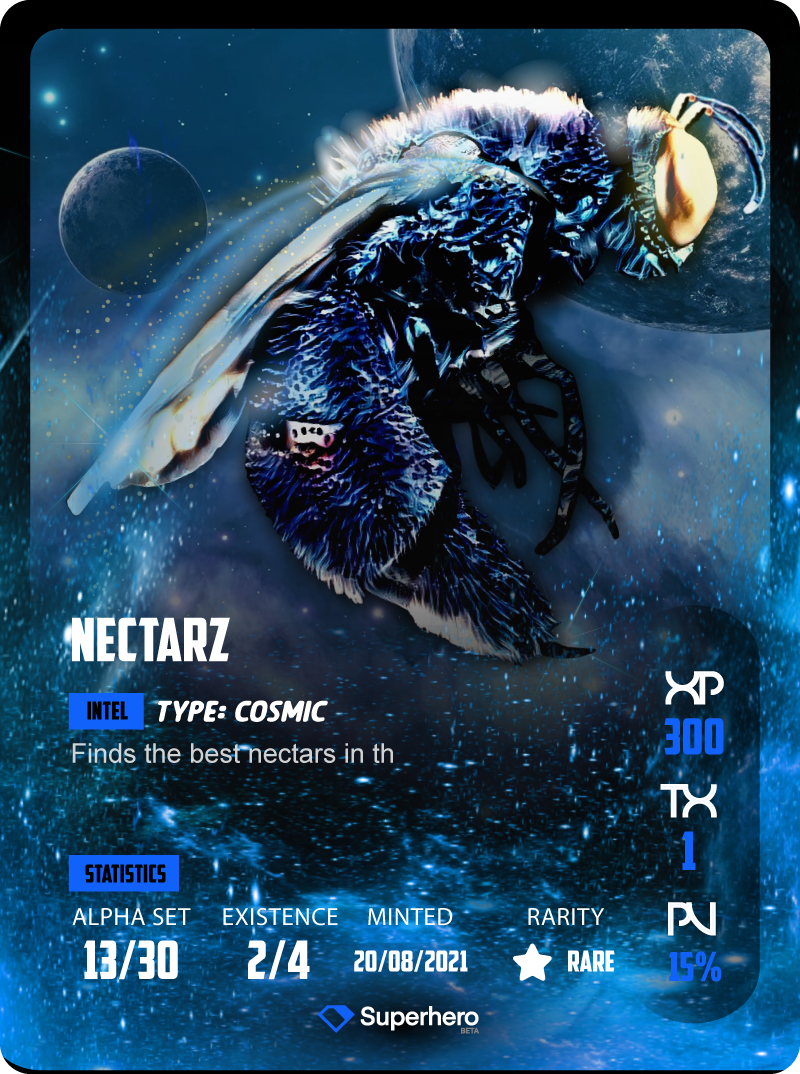 NECTARZ
INTEL TYPE: COSMIC
Finds the best nectars in th
XP
300
TX
1
PV
15%
STATISTICS
ALPHA SET EXISTENCE MINTED RARITY
13/30 2/4 20/08/2021 RARE
Superhero
BETA